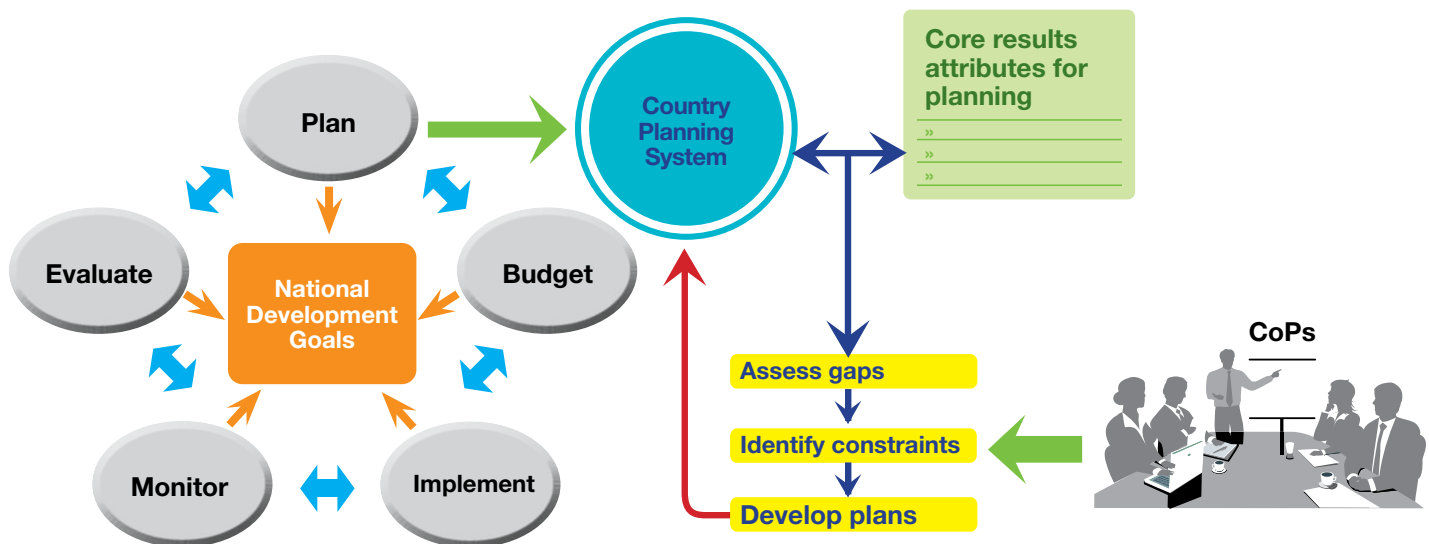 Plan
Evaluate
Budget
National
Development
Goals
Monitor
Implement
Country
Planning
System
Core results
attributes for
planning
»
»
»
Assess gaps
Identify constraints
Develop plans
CoPs